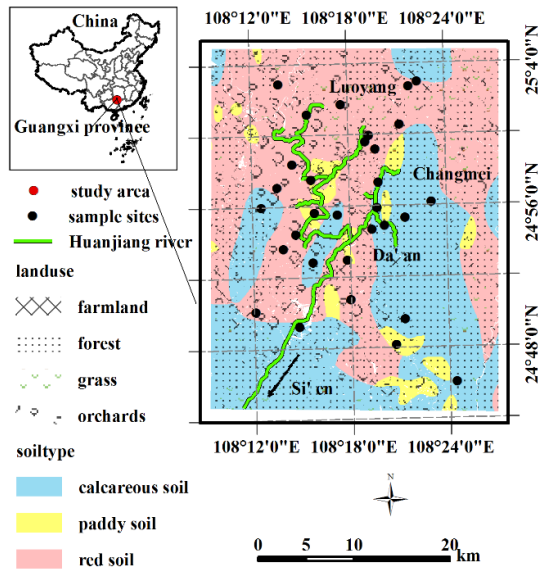 China
Guangxi province
study area
sample sites
Huanjiang river
landuse
farmland
forest
grass
orchards
soiltype
calcareous soil
paddy soil
red soil
108°12'0"E 108°18'0"E 108°24'0"E
25°4'0"N
24°56'0"N
24°48'0"N
Luoyang
Changmei
Da' an
Si' en
108°12'0"E 108°18'0"E 108°24'0"E
N
0 5 10 20
km